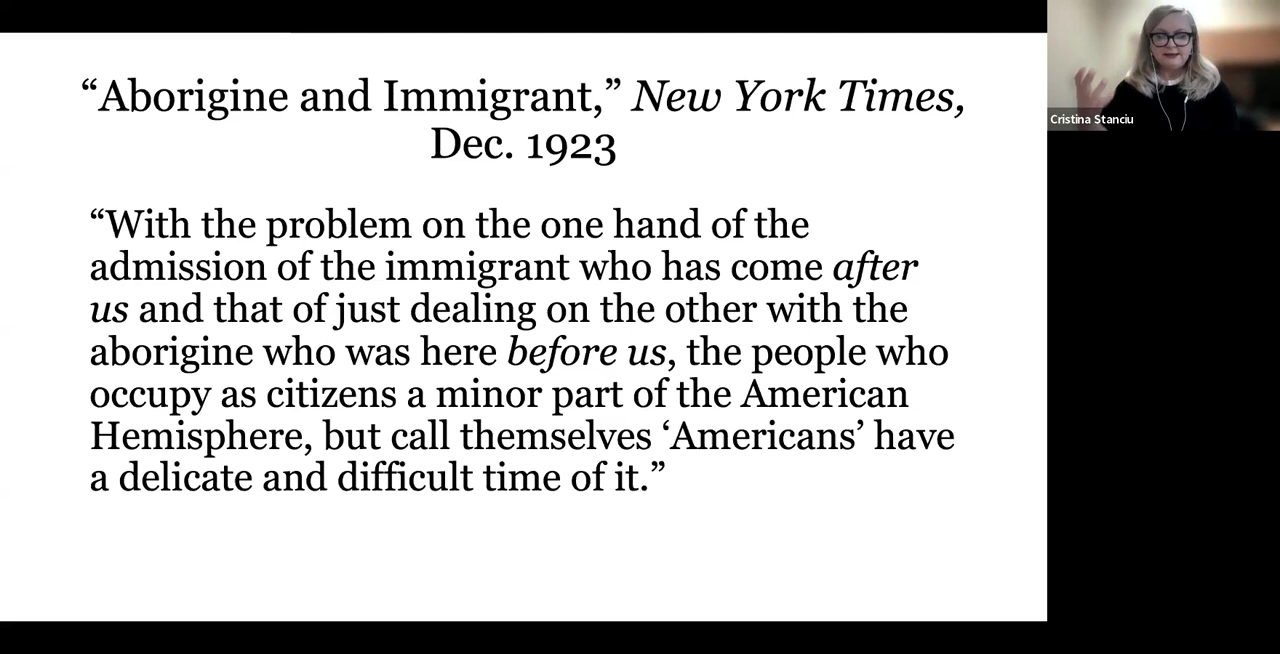 “Aborigine and Immigrant,” New York Times,
Dec. 1923
“With the problem on the one hand of the
admission of the immigrant who has come after
us and that of just dealing on the other with the
aborigine who was here before us, the people who
occupy as citizens a minor part of the American
Hemisphere, but call themselves ‘Americans’ have
a delicate and difficult time of it.”
Cristina Stanciu